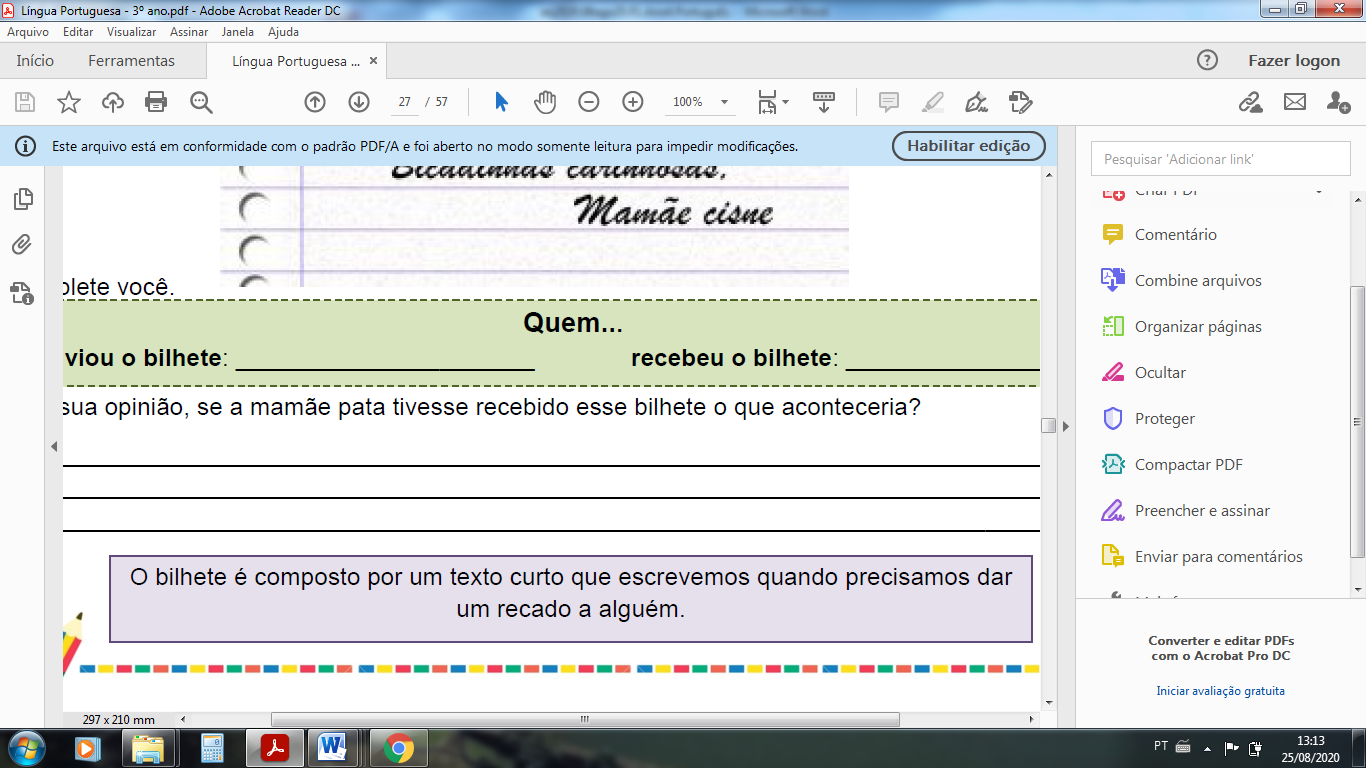 Língua Portuguesa - 3º ano.pdf - Adobe Acrobat Reader DC
Arquivo Editar Visualizar Assinar Janela Ajuda
Início Ferramentas Língua Portuguesa ... ×
Fazer logon
27 / 57
100%
Este arquivo está em conformidade com o padrão PDF/A e foi aberto no modo somente leitura para impedir modificações.
Habilitar edição
Bicadinhas carinhosas,
Mamãe cisne
plete você.
Quem...
viou o bilhete: ______________________ recebeu o bilhete: ______________
sua opinião, se a mamãe pata tivesse recebido esse bilhete o que aconteceria?
O bilhete é composto por um texto curto que escrevemos quando precisamos dar
um recado a alguém.
297 x 210 mm
Pesquisar 'Adicionar link'
Criar PDF
Comentário
Combine arquivos
Organizar páginas
Ocultar
Proteger
Compactar PDF
Preencher e assinar
Enviar para comentários
Converter e editar PDFs
com o Acrobat Pro DC
Iniciar avaliação gratuita
PT
13:13
25/08/2020